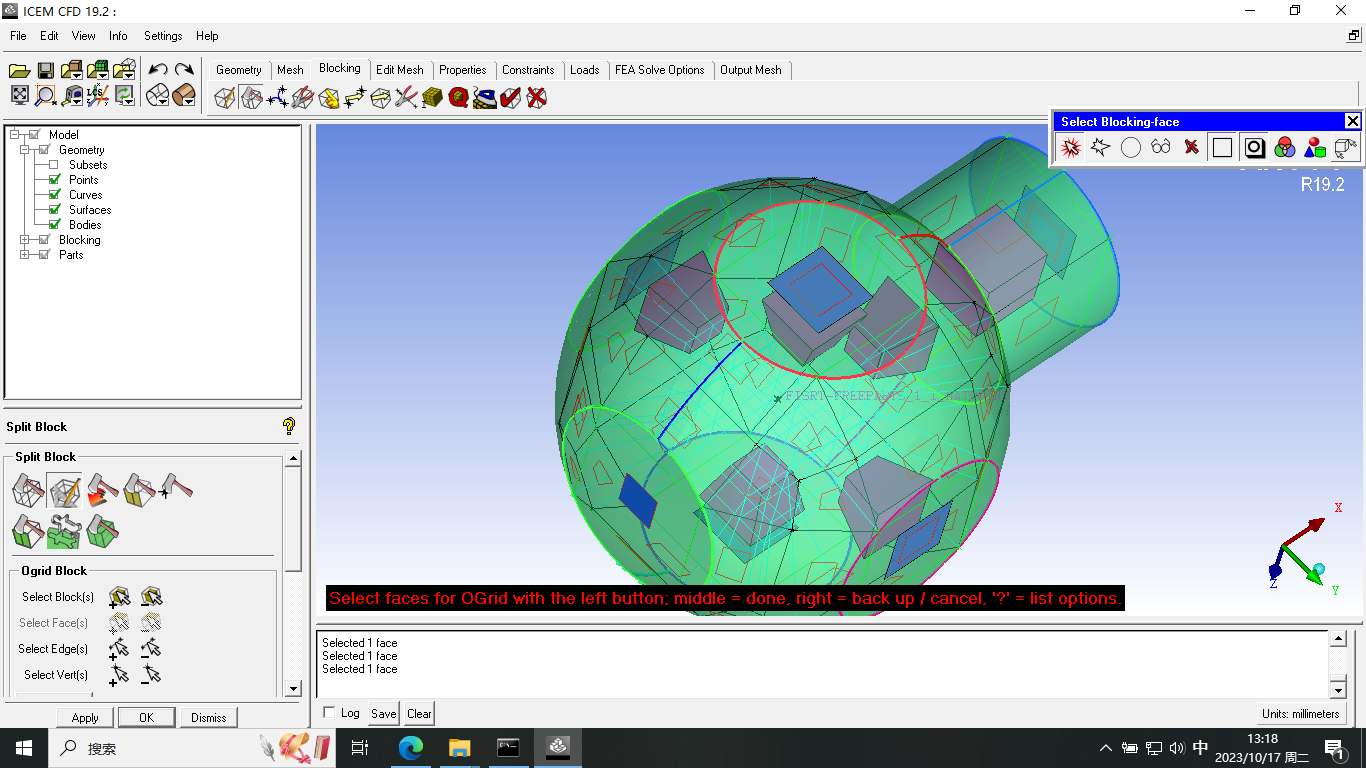 ICEM CFD 19.2 :
File Edit View Info Settings Help
Geometry Mesh Blocking Edit Mesh Properties Constraints Loads FEA Solve Options Output Mesh
Select Blocking-face
R19.2
Model
Geometry
Subsets
Points
Curves
Surfaces
Bodies
Blocking
Parts
Split Block
Split Block
Ogrid Block
Select Block(s)
Select Face(s)
Select Edge(s)
Select Vert(s)
Apply OK Dismiss
X
Y
Z
Select faces for OGrid with the left button; middle = done, right = back up / cancel, '?' = list options.
Selected 1 face
Selected 1 face
Selected 1 face
Log Save Clear
Units: millimeters
搜索
中
13:18
2023/10/17 周二
1